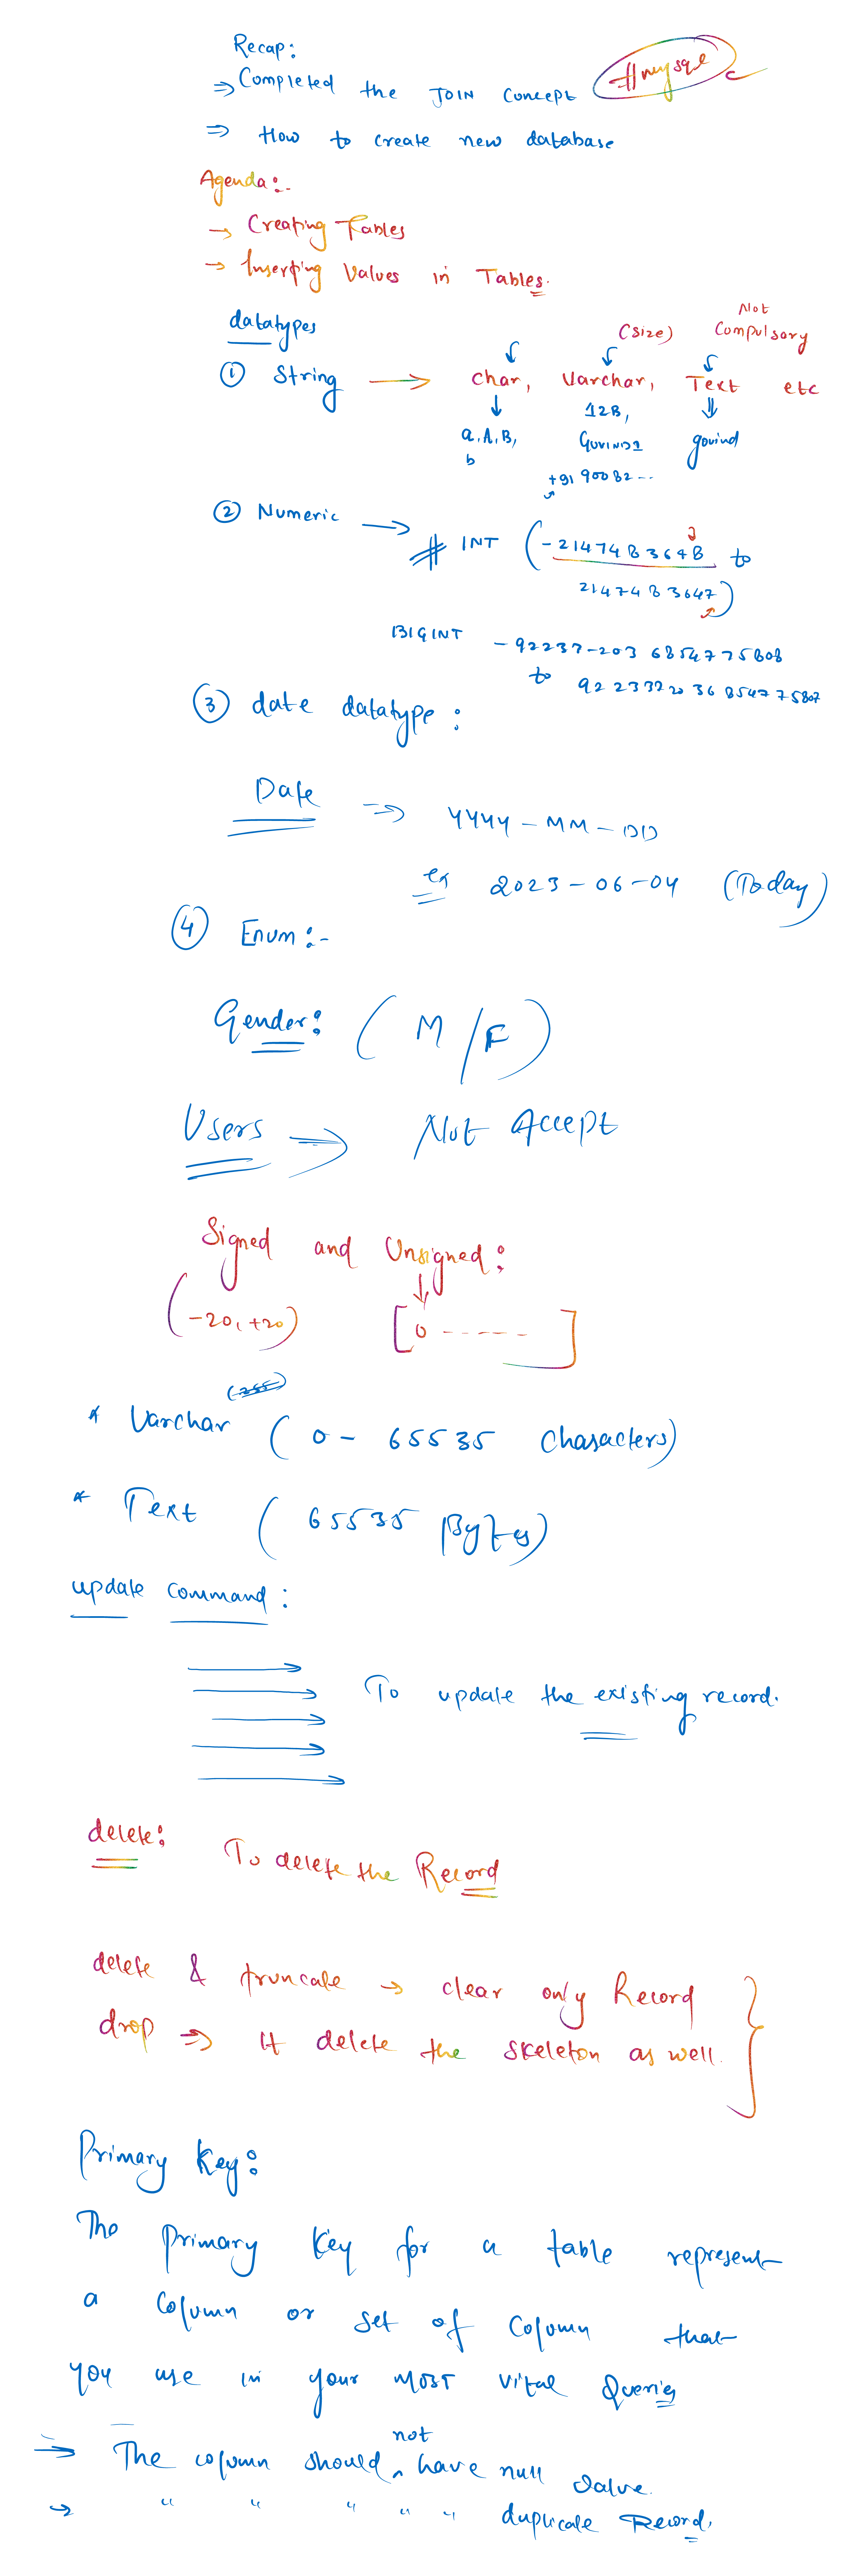 Recap:
⇒ Completed the JOIN Concept #mysql
⇒ How to create new database
Agenda:-
→ Creating Tables
→ Inserting Values in Tables.
datatypes
(size) Not Compulsory
① String → Char, Varchar, Text etc
a, A, B, b
12B, GOVIND1
+91 90082--
govind
② Numeric → # INT (-2147483648 to
2147483647)
BIGINT -92237-203 6854775808
to 9223372036854775807
③ date datatype:
Date ⇒ YYYY-MM-DD
ex 2023-06-04 (Today)
④ Enum:-
Gender: (M/F)
Users ⇒ Not Accept
Signed and Unsigned:
(-20, +20) [0 ------ ]
(255)
* Varchar (0 - 65535 Characters)
* Text (65535 Bytes)
update command:
To update the existing record.
delete: To delete the Record
delete & truncate → clear only Record
drop ⇒ It delete the skeleton as well.
Primary Key:
The primary key for a table represent
a column or set of column that
you use in your most vital Queries
⇒ The column should not have null value.
→ " " " " " duplicate Record.